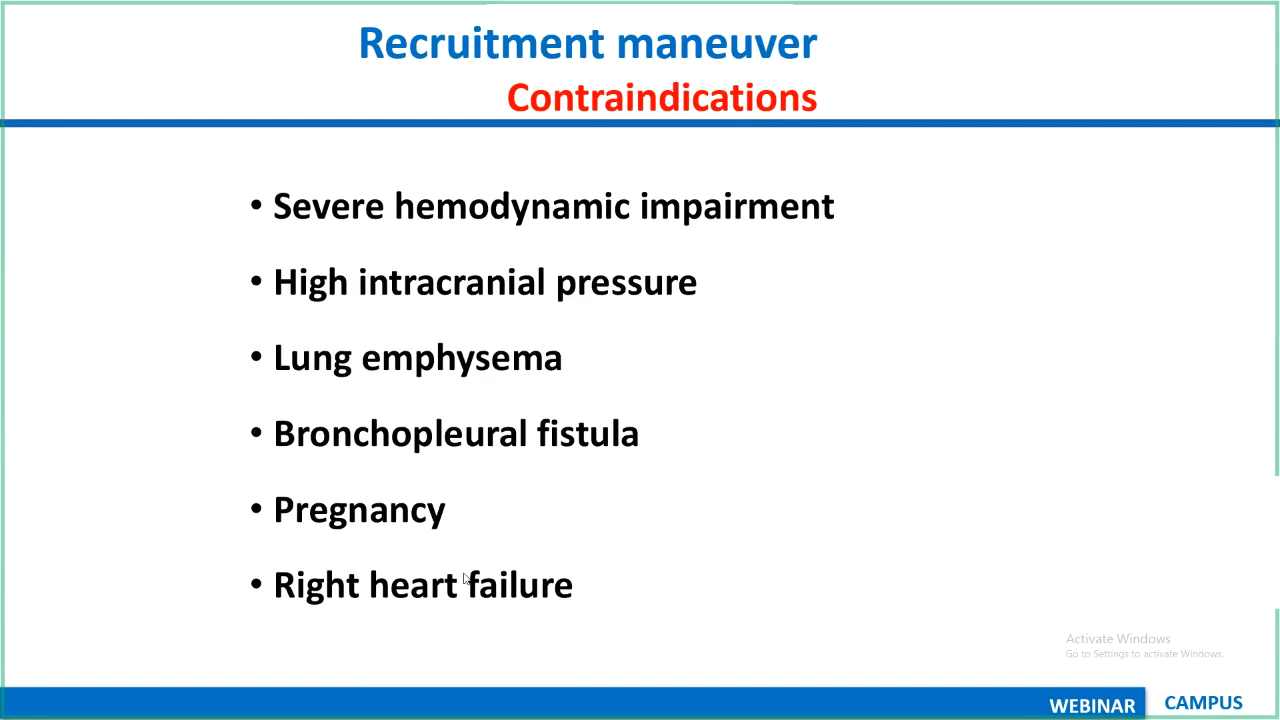 Recruitment maneuver
Contraindications
• Severe hemodynamic impairment
• High intracranial pressure
• Lung emphysema
• Bronchopleural fistula
• Pregnancy
• Right heart failure
Activate Windows
Go to Settings to activate Windows.
WEBINAR CAMPUS